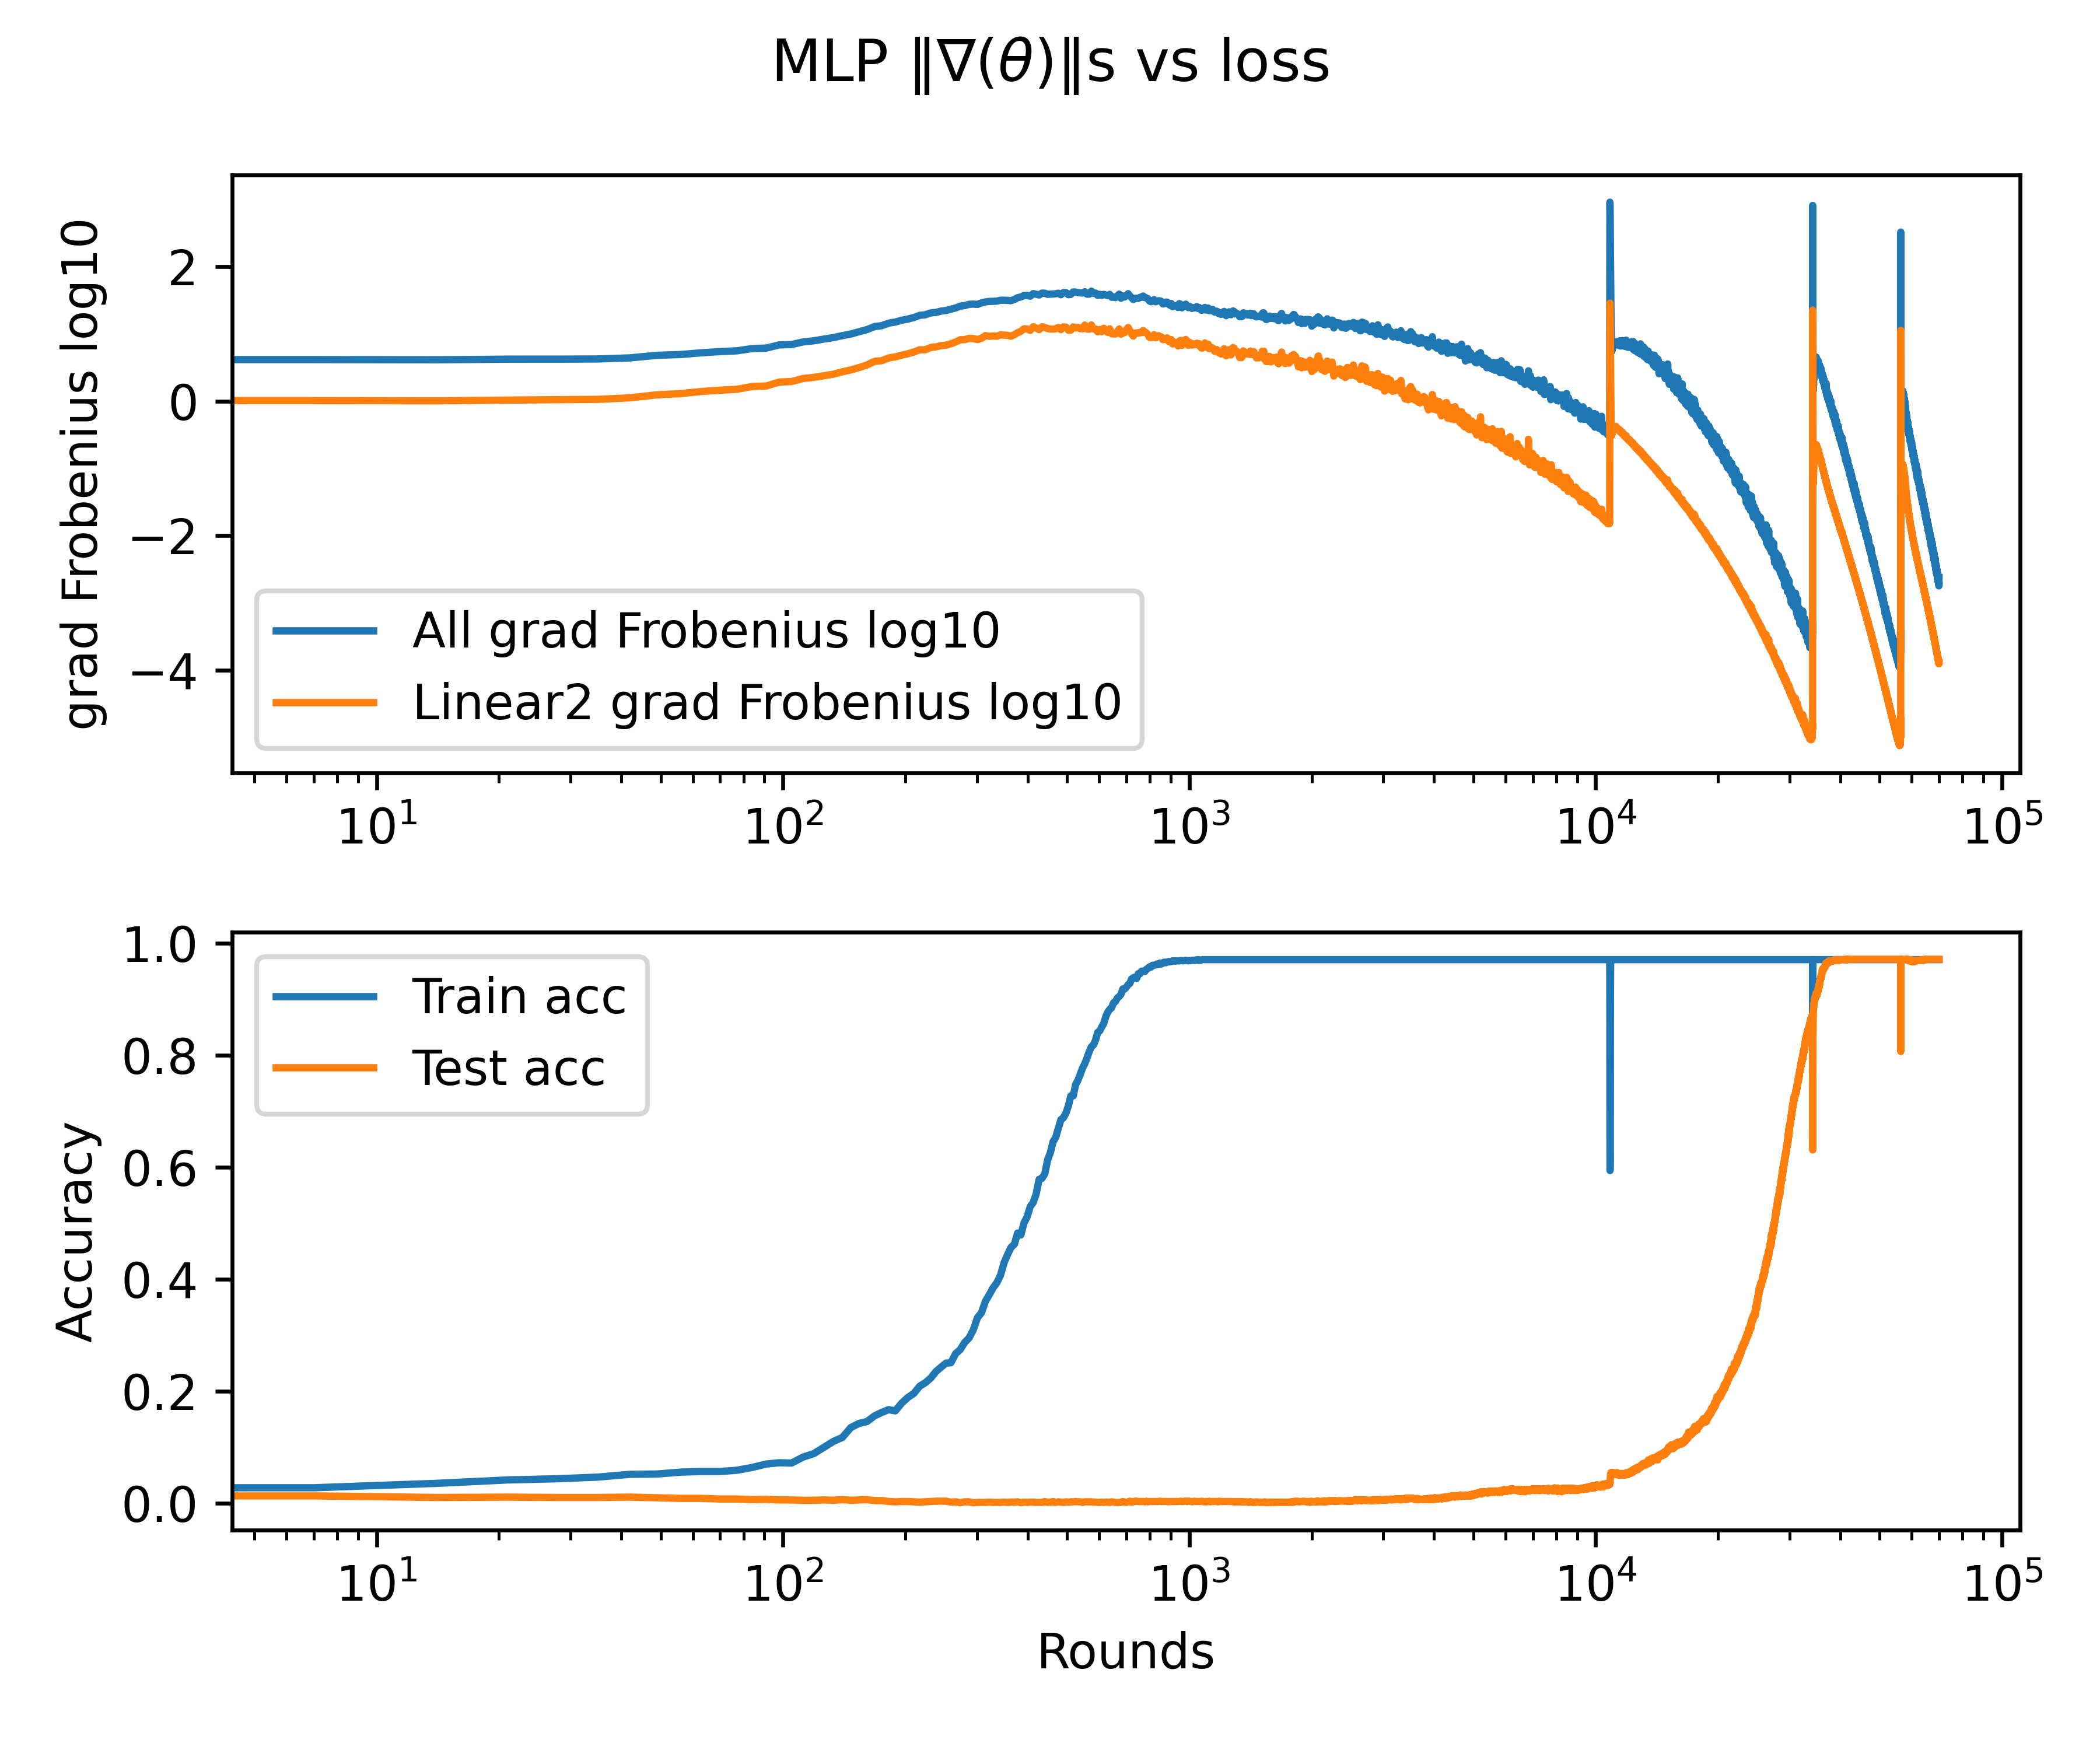 MLP ‖∇(θ)‖s vs loss
grad Frobenius log10
2
0
−2
−4
All grad Frobenius log10
Linear2 grad Frobenius log10
10¹ 10² 10³ 10⁴ 10⁵
Accuracy
1.0
0.8
0.6
0.4
0.2
0.0
Train acc
Test acc
10¹ 10² 10³ 10⁴ 10⁵
Rounds